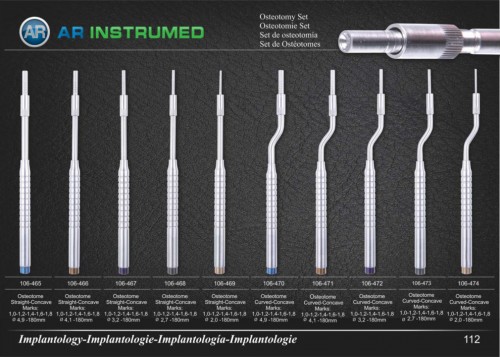 AR AR INSTRUMED
Osteotomy Set
Osteotomie Set
Set de osteotomia
Set de Ostéotomes
106-465
Osteotome
Straight-Concave
Marks:
1,0-1,2-1,4-1,6-1,8
ø 4,9 -180mm
106-466
Osteotome
Straight-Concave
Marks:
1,0-1,2-1,4-1,6-1,8
ø 4,1 -180mm
106-467
Osteotome
Straight-Concave
Marks:
1,0-1,2-1,4-1,6-1,8
ø 3,2 -180mm
106-468
Osteotome
Straight-Concave
Marks:
1,0-1,2-1,4-1,6-1,8
ø 2,7 -180mm
106-469
Osteotome
Straight-Concave
Marks:
1,0-1,2-1,4-1,6-1,8
ø 2,0 -180mm
106-470
Osteotome
Curved-Concave
Marks:
1,0-1,2-1,4-1,6-1,8
ø 4,9 -180mm
106-471
Osteotome
Curved-Concave
Marks:
1,0-1,2-1,4-1,6-1,8
ø 4,1 -180mm
106-472
Osteotome
Curved-Concave
Marks:
1,0-1,2-1,4-1,6-1,8
ø 3,2 -180mm
106-473
Osteotome
Curved-Concave
Marks:
1,0-1,2-1,4-1,6-1,8
ø 2,7 -180mm
106-474
Osteotome
Curved-Concave
Marks:
1,0-1,2-1,4-1,6-1,8
ø 2,0 -180mm
Implantology-Implantologie-Implantología-Implantologie
112